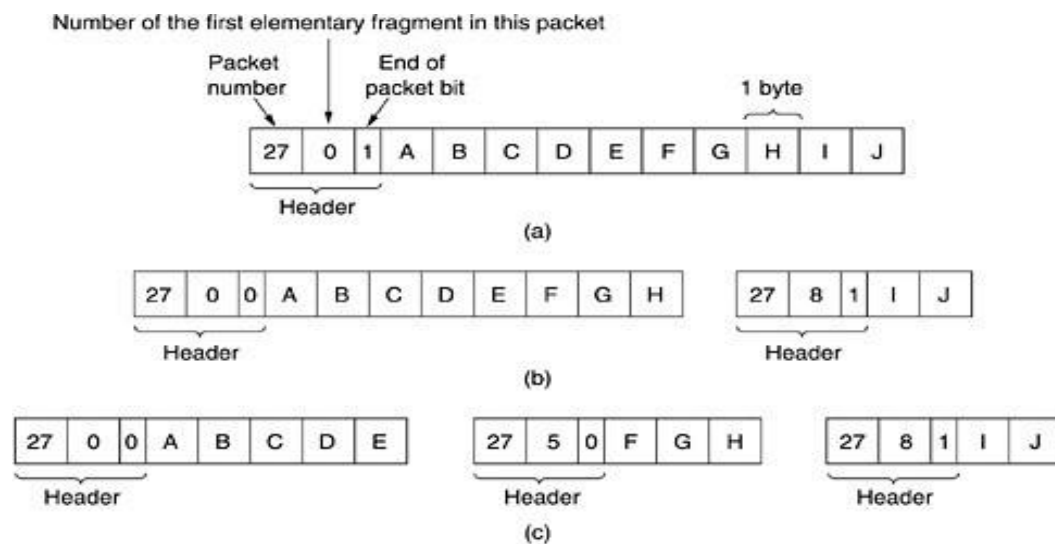 Number of the first elementary fragment in this packet
Packet number
End of packet bit
1 byte
27 0 1 A B C D E F G H I J
Header
(a)
27 0 0 A B C D E F G H
27 8 1 I J
Header
Header
(b)
27 0 0 A B C D E
27 5 0 F G H
27 8 1 I J
Header
Header
Header
(c)